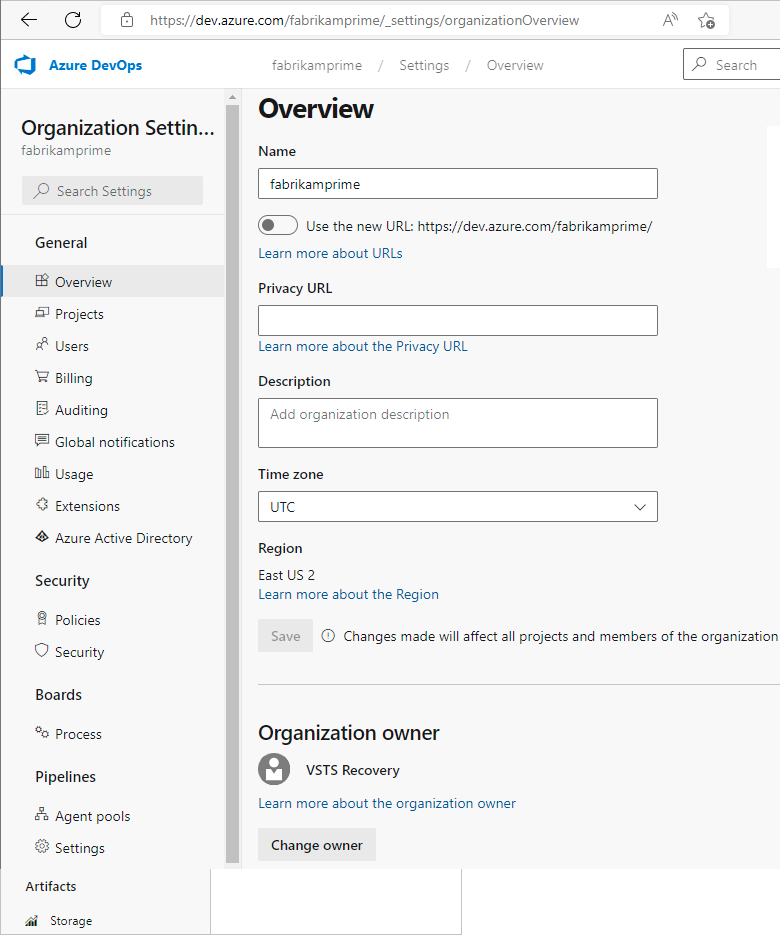 https://dev.azure.com/fabrikamprime/_settings/organizationOverview
Azure DevOps
fabrikamprime / Settings / Overview
Search
Organization Settin...
fabrikamprime
Search Settings
General
Overview
Projects
Users
Billing
Auditing
Global notifications
Usage
Extensions
Azure Active Directory
Security
Policies
Security
Boards
Process
Pipelines
Agent pools
Settings
Artifacts
Storage
Overview
Name
fabrikamprime
Use the new URL: https://dev.azure.com/fabrikamprime/
Learn more about URLs
Privacy URL
Learn more about the Privacy URL
Description
Add organization description
Time zone
UTC
Region
East US 2
Learn more about the Region
Save
Changes made will affect all projects and members of the organization
Organization owner
VSTS Recovery
Learn more about the organization owner
Change owner